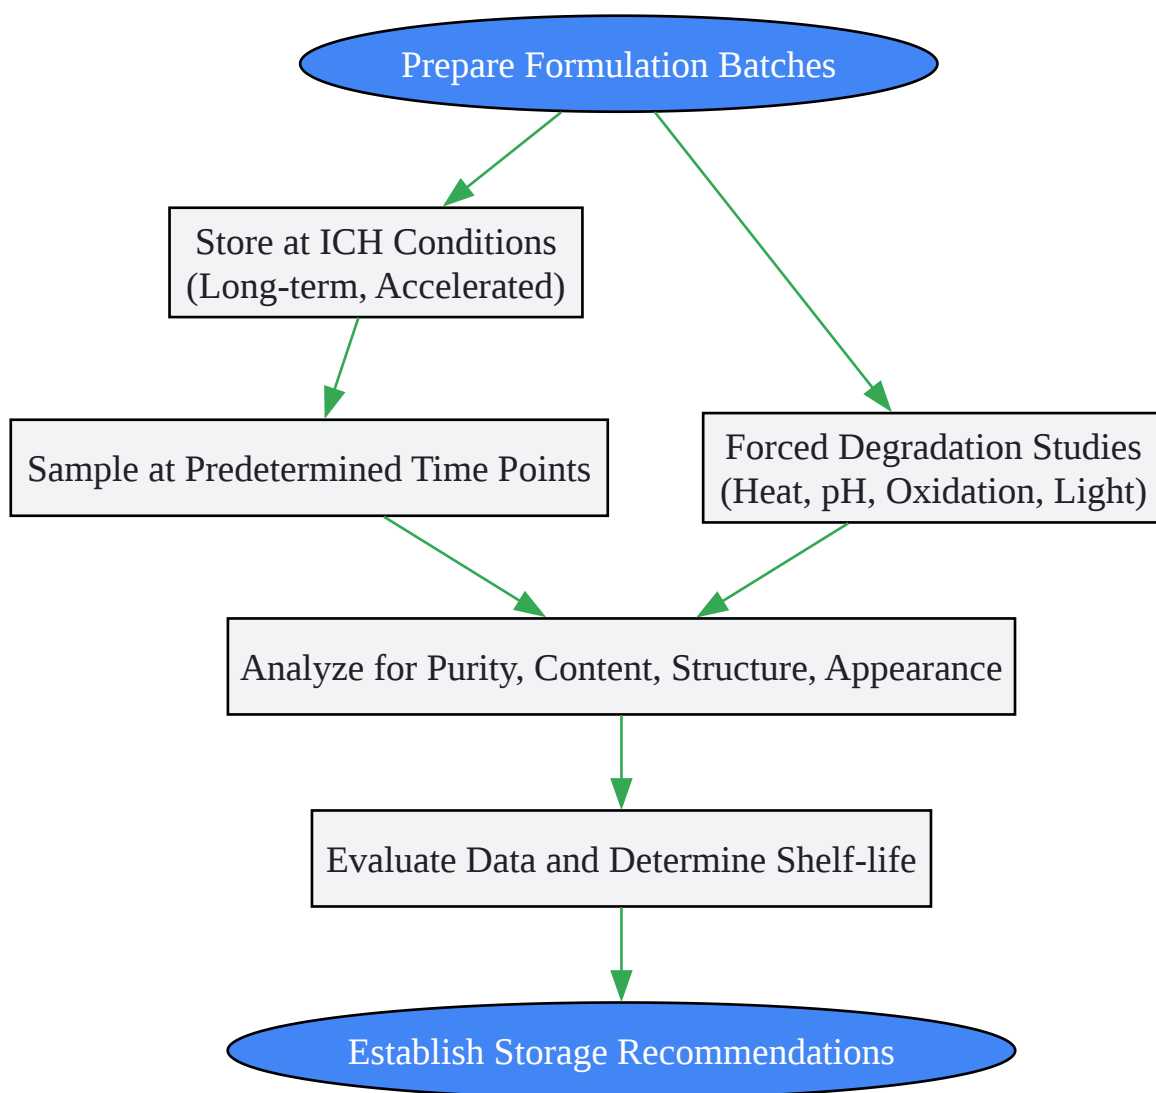 Prepare Formulation Batches
Store at ICH Conditions
(Long-term, Accelerated)
Sample at Predetermined Time Points
Forced Degradation Studies
(Heat, pH, Oxidation, Light)
Analyze for Purity, Content, Structure, Appearance
Evaluate Data and Determine Shelf-life
Establish Storage Recommendations